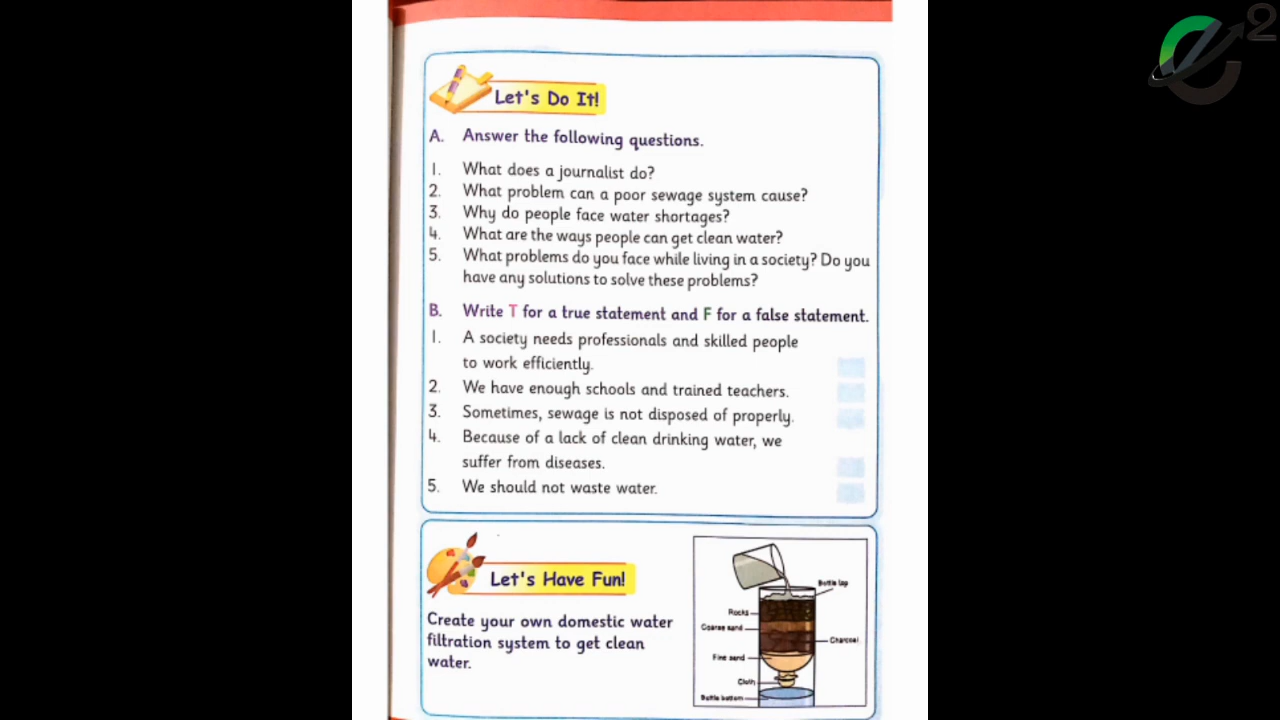 Let's Do It!
A. Answer the following questions.
1. What does a journalist do?
2. What problem can a poor sewage system cause?
3. Why do people face water shortages?
4. What are the ways people can get clean water?
5. What problems do you face while living in a society? Do you
have any solutions to solve these problems?
B. Write T for a true statement and F for a false statement.
1. A society needs professionals and skilled people
to work efficiently.
2. We have enough schools and trained teachers.
3. Sometimes, sewage is not disposed of properly.
4. Because of a lack of clean drinking water, we
suffer from diseases.
5. We should not waste water.
Let's Have Fun!
Create your own domestic water
filtration system to get clean
water.
Bottle top
Rocks
Coarse sand
Charcoal
Fine sand
Cloth
Bottle bottom
e2